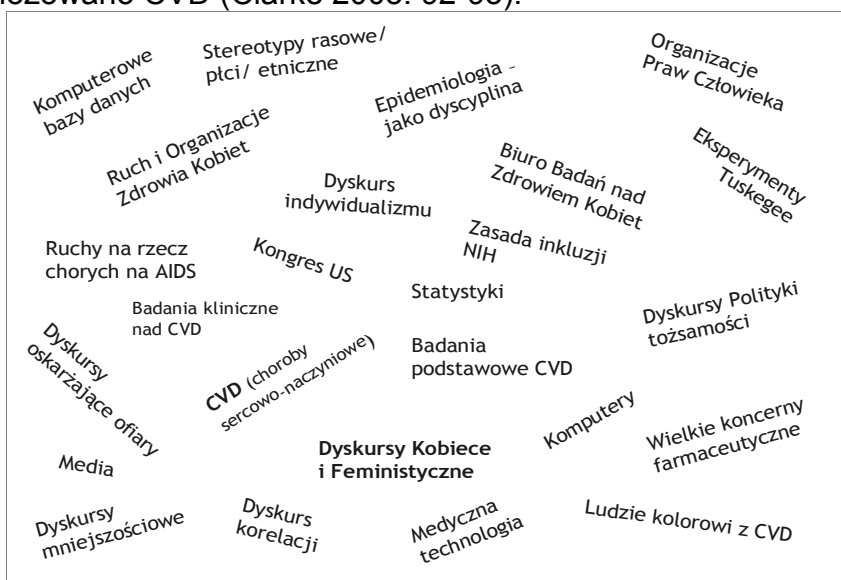 Komputerowe
bazy danych
Stereotypy rasowe/
płci/ etniczne
Epidemiologia -
jako dyscyplina
Organizacje
Praw Człowieka
Ruch i Organizacje
Zdrowia Kobiet
Dyskurs
indywidualizmu
Biuro Badań nad
Zdrowiem Kobiet
Eksperymenty
Tuskegee
Ruchy na rzecz
chorych na AIDS
Kongres US
Zasada inkluzji
NIH
Statystyki
Dyskursy Polityki
tożsamości
Badania kliniczne
nad CVD
Dyskursy
oskarżające ofiary
CVD (choroby
sercowo-naczyniowe)
Badania
podstawowe CVD
Komputery
Wielkie koncerny
farmaceutyczne
Dyskursy Kobiece
i Feministyczne
Media
Dyskursy
mniejszościowe
Dyskurs
korelacji
Medyczna
technologia
Ludzie kolorowi z CVD